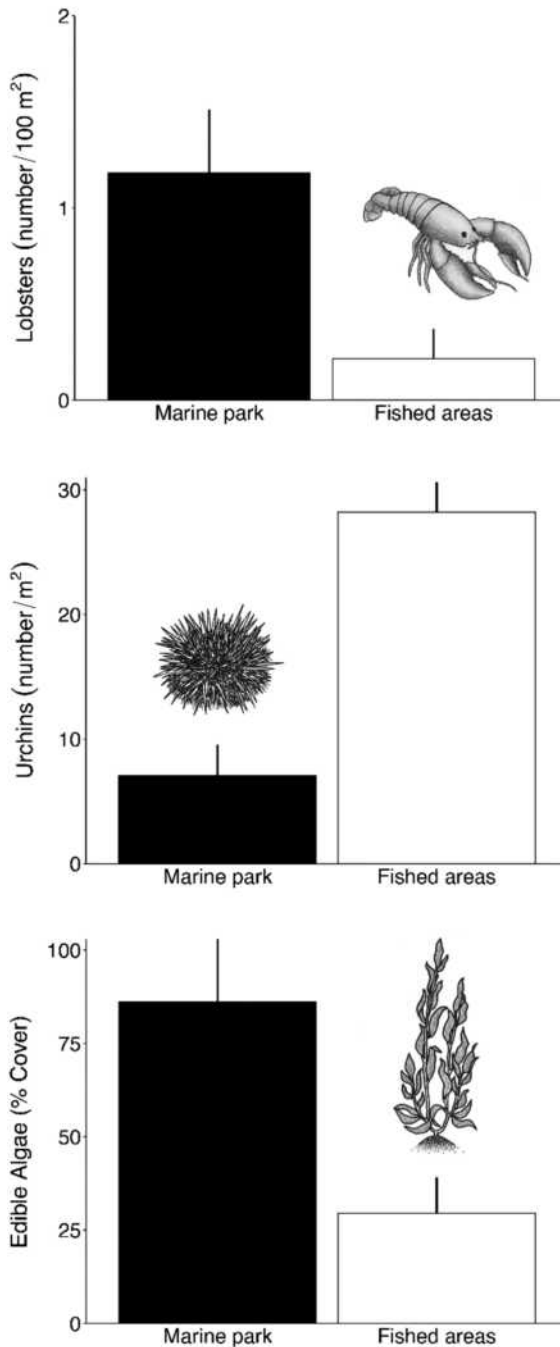 Lobsters (number/100 m²)
2
1
0
Marine park Fished areas
Urchins (number/m²)
30
20
10
0
Marine park Fished areas
Edible Algae (% Cover)
100
75
50
25
0
Marine park Fished areas